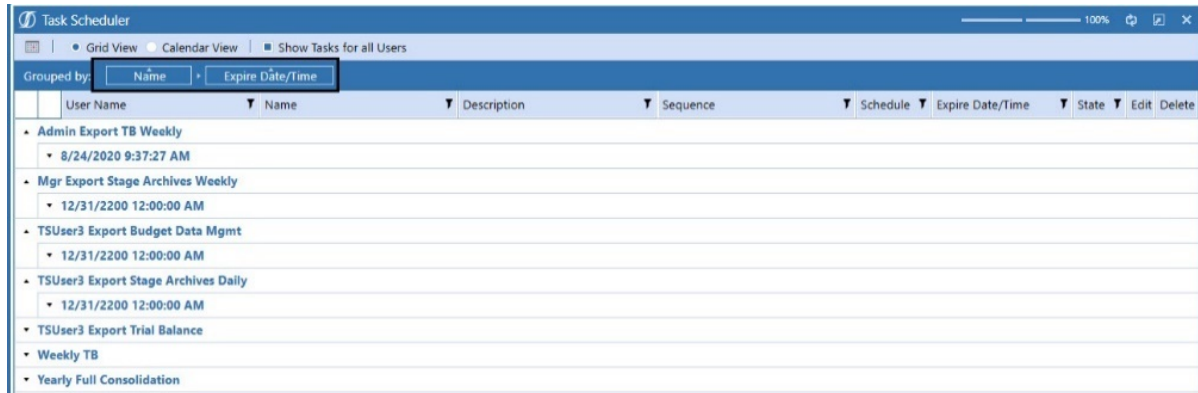 Task Scheduler 100%
Grid View Calendar View Show Tasks for all Users
Grouped by: Name Expire Date/Time
User Name Name Description Sequence Schedule Expire Date/Time State Edit Delete
Admin Export TB Weekly
8/24/2020 9:37:27 AM
Mgr Export Stage Archives Weekly
12/31/2200 12:00:00 AM
TSUser3 Export Budget Data Mgmt
12/31/2200 12:00:00 AM
TSUser3 Export Stage Archives Daily
12/31/2200 12:00:00 AM
TSUser3 Export Trial Balance
Weekly TB
Yearly Full Consolidation